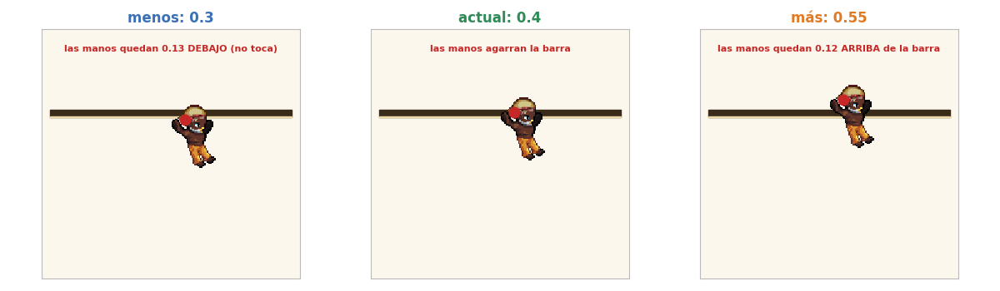 menos: 0.3
las manos quedan 0.13 DEBAJO (no toca)
actual: 0.4
las manos agarran la barra
más: 0.55
las manos quedan 0.12 ARRIBA de la barra